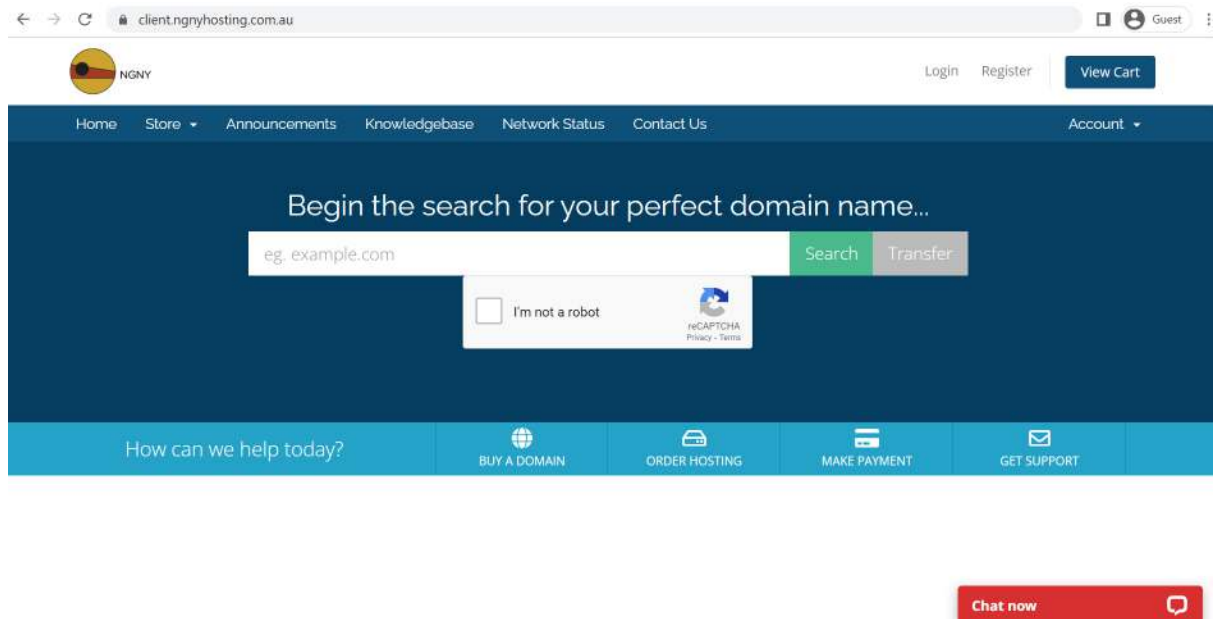 client.ngnyhosting.com.au
Guest
NGNY
Login Register View Cart
Home Store Announcements Knowledgebase Network Status Contact Us Account
Begin the search for your perfect domain name...
eg. example.com Search Transfer
I'm not a robot
reCAPTCHA
Privacy - Terms
How can we help today? BUY A DOMAIN ORDER HOSTING MAKE PAYMENT GET SUPPORT
Chat now